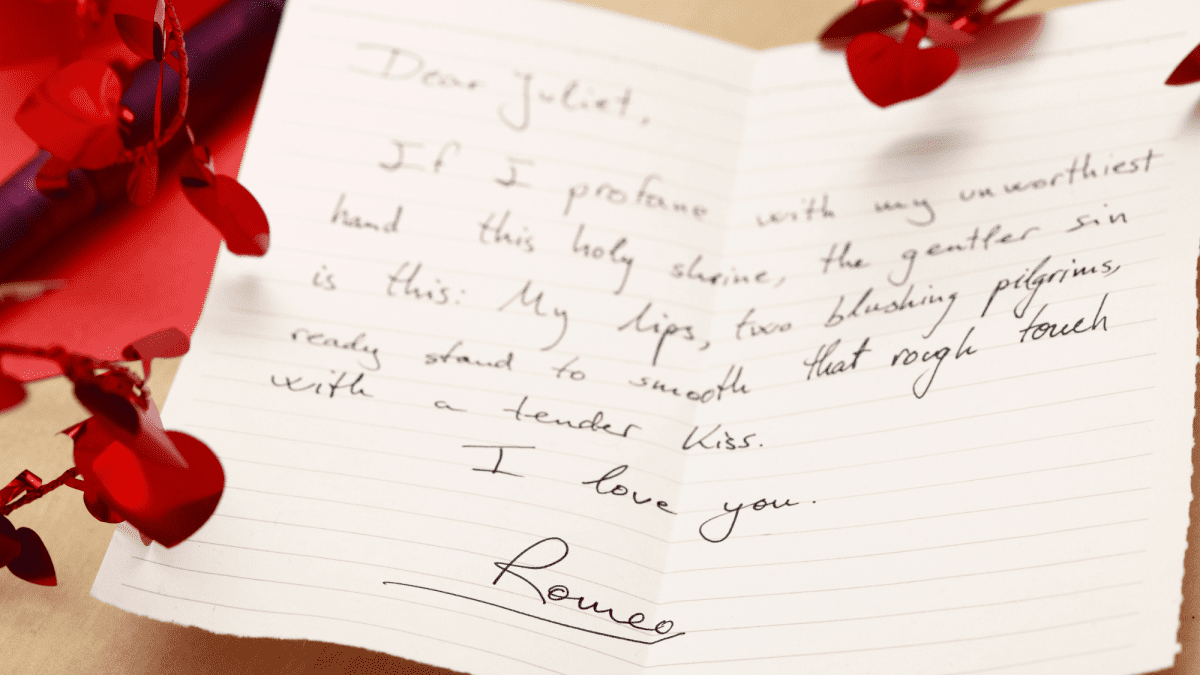 Dear Juliet,
If I profane with my unworthiest
hand this holy shrine, the gentler sin
is this: My lips, two blushing pilgrims,
ready stand to smooth that rough touch
with a tender kiss.
I love you.
Romeo